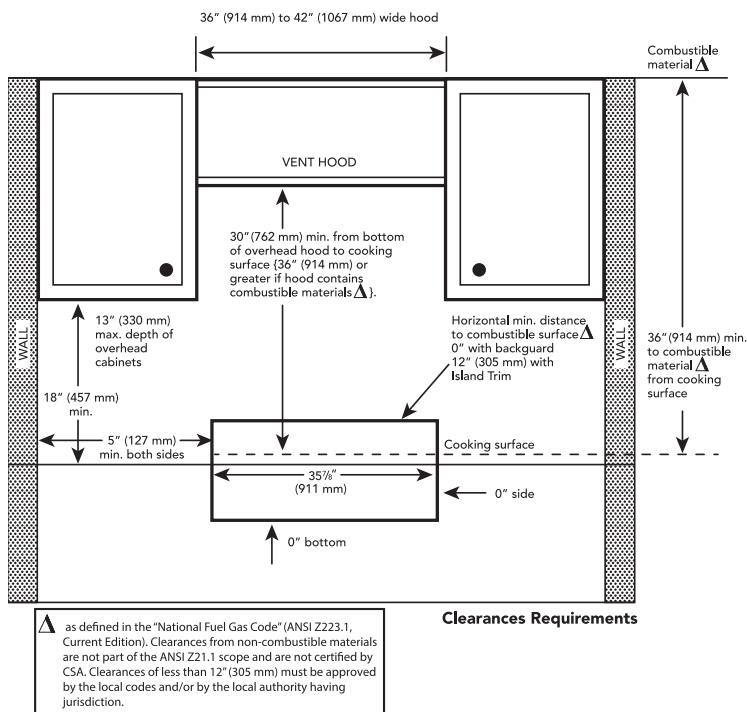 36" (914 mm) to 42" (1067 mm) wide hood
Combustible
material Δ
VENT HOOD
30" (762 mm) min. from bottom
of overhead hood to cooking
surface {36" (914 mm) or
greater if hood contains
combustible materials Δ }.
13" (330 mm)
max. depth of
overhead
cabinets
Horizontal min. distance
to combustible surface Δ
0" with backguard
12" (305 mm) with
Island Trim
WALL
WALL
36" (914 mm) min.
to combustible
material Δ
from cooking
surface
18" (457 mm)
min.
5" (127 mm)
min. both sides
Cooking surface
35⅞"
(911 mm)
0" side
0" bottom
Clearances Requirements
Δ as defined in the "National Fuel Gas Code" (ANSI Z223.1,
Current Edition). Clearances from non-combustible materials
are not part of the ANSI Z21.1 scope and are not certified by
CSA. Clearances of less than 12" (305 mm) must be approved
by the local codes and/or by the local authority having
jurisdiction.